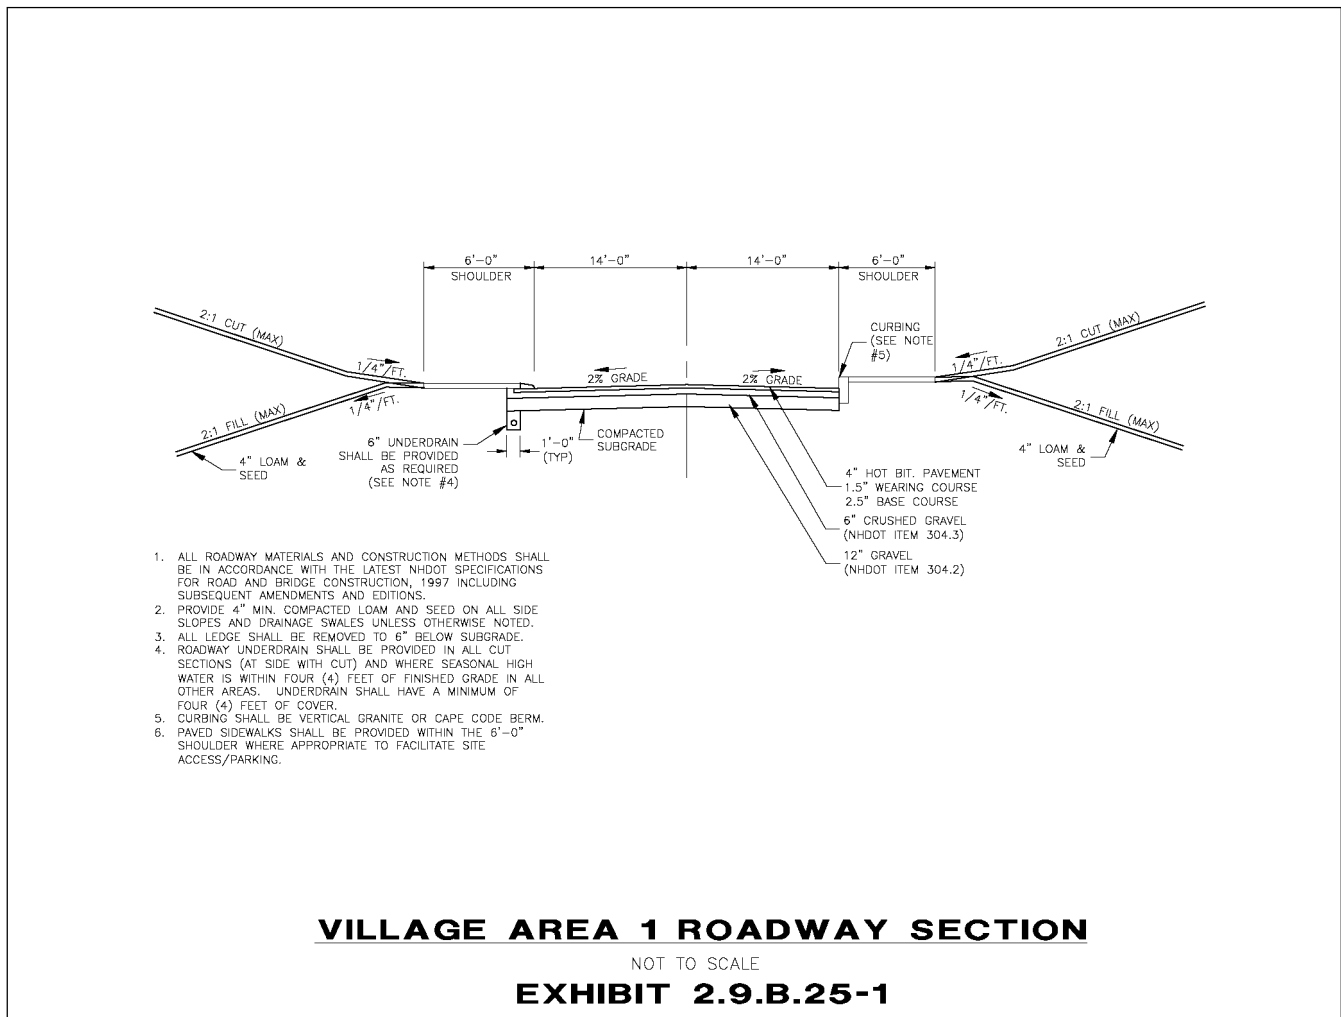 6'-0"
SHOULDER
14'-0"
14'-0"
6'-0"
SHOULDER
2:1 CUT (MAX)
1/4"/FT.
1/4"/FT.
2:1 FILL (MAX)
4" LOAM &
SEED
2% GRADE
2% GRADE
CURBING
(SEE NOTE
#5)
2:1 CUT (MAX)
1/4"/FT.
1/4"/FT.
2:1 FILL (MAX)
4" LOAM &
SEED
6" UNDERDRAIN
SHALL BE PROVIDED
AS REQUIRED
(SEE NOTE #4)
1'-0"
(TYP)
COMPACTED
SUBGRADE
4" HOT BIT. PAVEMENT
1.5" WEARING COURSE
2.5" BASE COURSE
6" CRUSHED GRAVEL
(NHDOT ITEM 304.3)
12" GRAVEL
(NHDOT ITEM 304.2)
1. ALL ROADWAY MATERIALS AND CONSTRUCTION METHODS SHALL
BE IN ACCORDANCE WITH THE LATEST NHDOT SPECIFICATIONS
FOR ROAD AND BRIDGE CONSTRUCTION, 1997 INCLUDING
SUBSEQUENT AMENDMENTS AND EDITIONS.
2. PROVIDE 4" MIN. COMPACTED LOAM AND SEED ON ALL SIDE
SLOPES AND DRAINAGE SWALES UNLESS OTHERWISE NOTED.
3. ALL LEDGE SHALL BE REMOVED TO 6" BELOW SUBGRADE.
4. ROADWAY UNDERDRAIN SHALL BE PROVIDED IN ALL CUT
SECTIONS (AT SIDE WITH CUT) AND WHERE SEASONAL HIGH
WATER IS WITHIN FOUR (4) FEET OF FINISHED GRADE IN ALL
OTHER AREAS. UNDERDRAIN SHALL HAVE A MINIMUM OF
FOUR (4) FEET OF COVER.
5. CURBING SHALL BE VERTICAL GRANITE OR CAPE CODE BERM.
6. PAVED SIDEWALKS SHALL BE PROVIDED WITHIN THE 6'-0"
SHOULDER WHERE APPROPRIATE TO FACILITATE SITE
ACCESS/PARKING.
VILLAGE AREA 1 ROADWAY SECTION
NOT TO SCALE
EXHIBIT 2.9.B.25-1